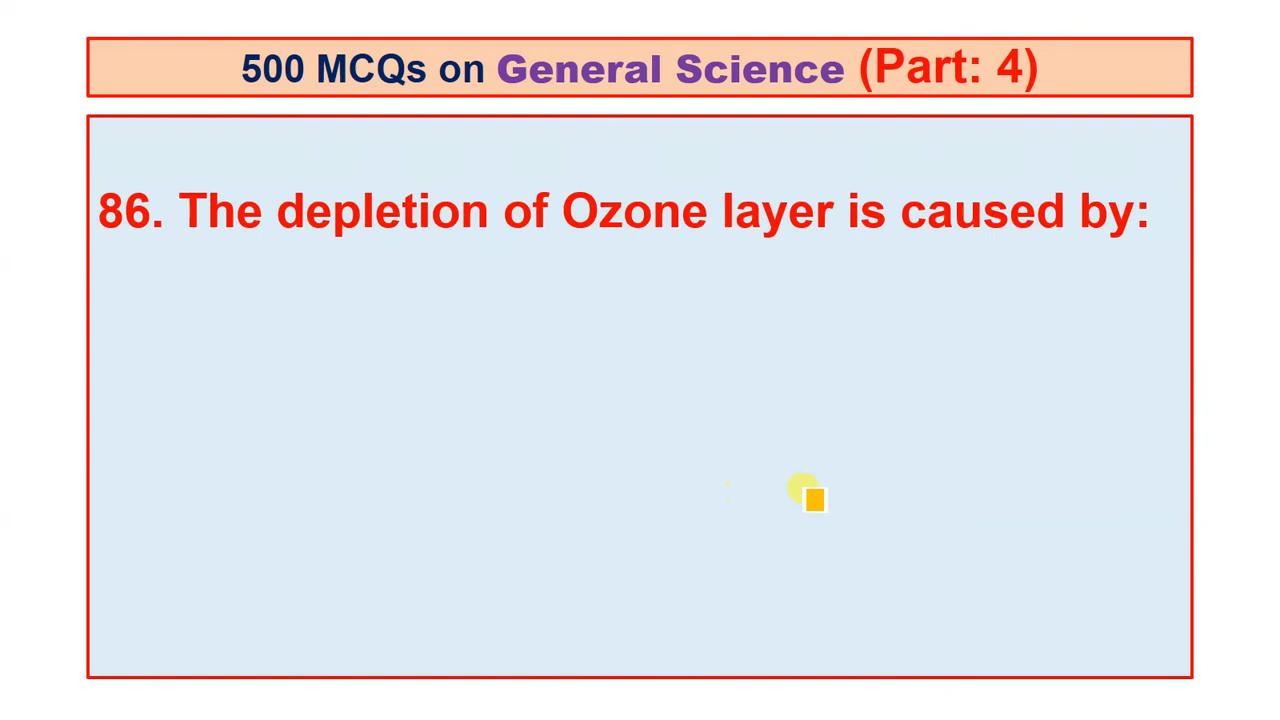 500 MCQs on General Science (Part: 4)
86. The depletion of Ozone layer is caused by: